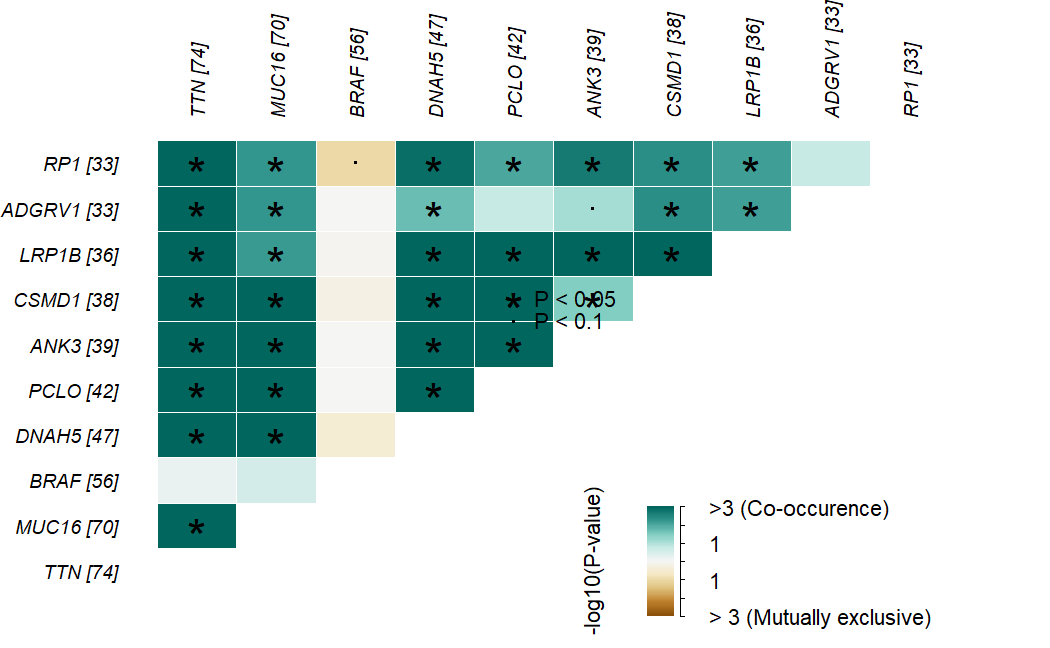 TTN [74]
MUC16 [70]
BRAF [56]
DNAH5 [47]
PCLO [42]
ANK3 [39]
CSMD1 [38]
LRP1B [36]
ADGRV1 [33]
RP1 [33]
RP1 [33]
* * · * * * * *
ADGRV1 [33]
* * * · * *
LRP1B [36]
* * * * * *
CSMD1 [38]
* * * * *
P < 0.05
· P < 0.1
ANK3 [39]
* * * *
PCLO [42]
* * *
DNAH5 [47]
* *
BRAF [56]
MUC16 [70]
*
TTN [74]
-log10(P-value)
>3 (Co-occurence)
1
1
> 3 (Mutually exclusive)